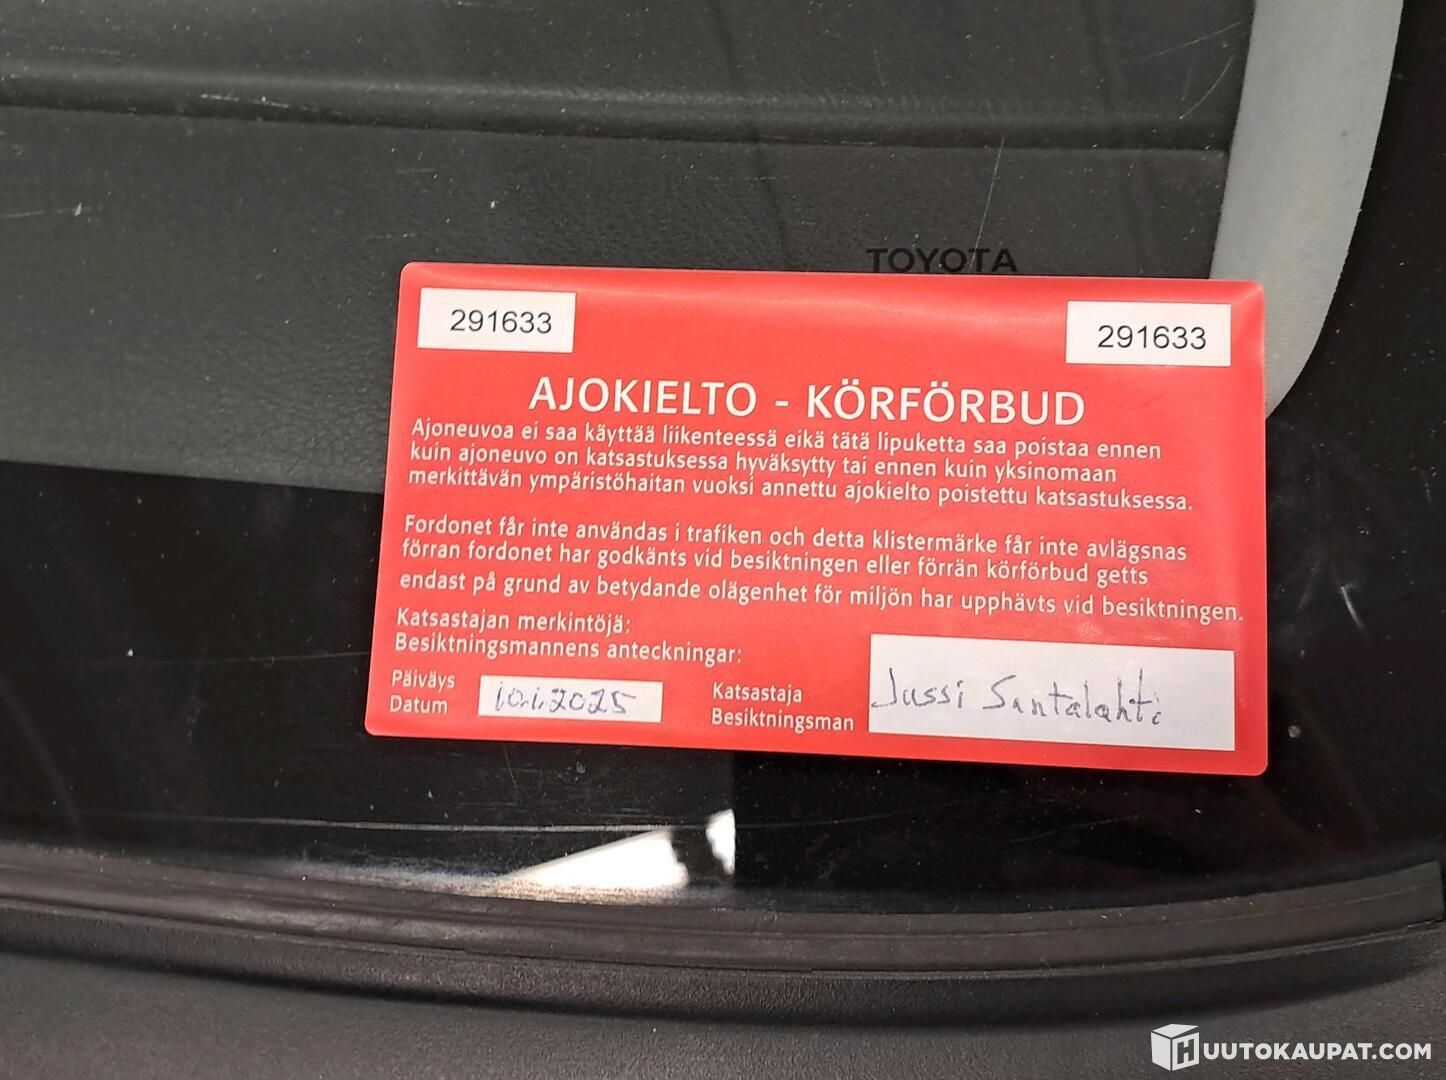 TOYOTA
291633
291633
AJOKIELTO - KÖRFÖRBUD
Ajoneuvoa ei saa käyttää liikenteessä eikä tätä lipuketta saa poistaa ennen
kuin ajoneuvo on katsastuksessa hyväksytty tai ennen kuin yksinomaan
merkittävän ympäristöhaitan vuoksi annettu ajokielto poistettu katsastuksessa.
Fordonet får inte användas i trafiken och detta klistermärke får inte avlägsnas
förran fordonet har godkänts vid besiktningen eller förrän körförbud getts
endast på grund av betydande olägenhet för miljön har upphävts vid besiktningen.
Katsastajan merkintöjä:
Besiktningsmannens anteckningar:
Päiväys
Datum
10.1.2025
Katsastaja
Besiktningsman
Jussi Santalahti
HUUTOKAUPAT.COM